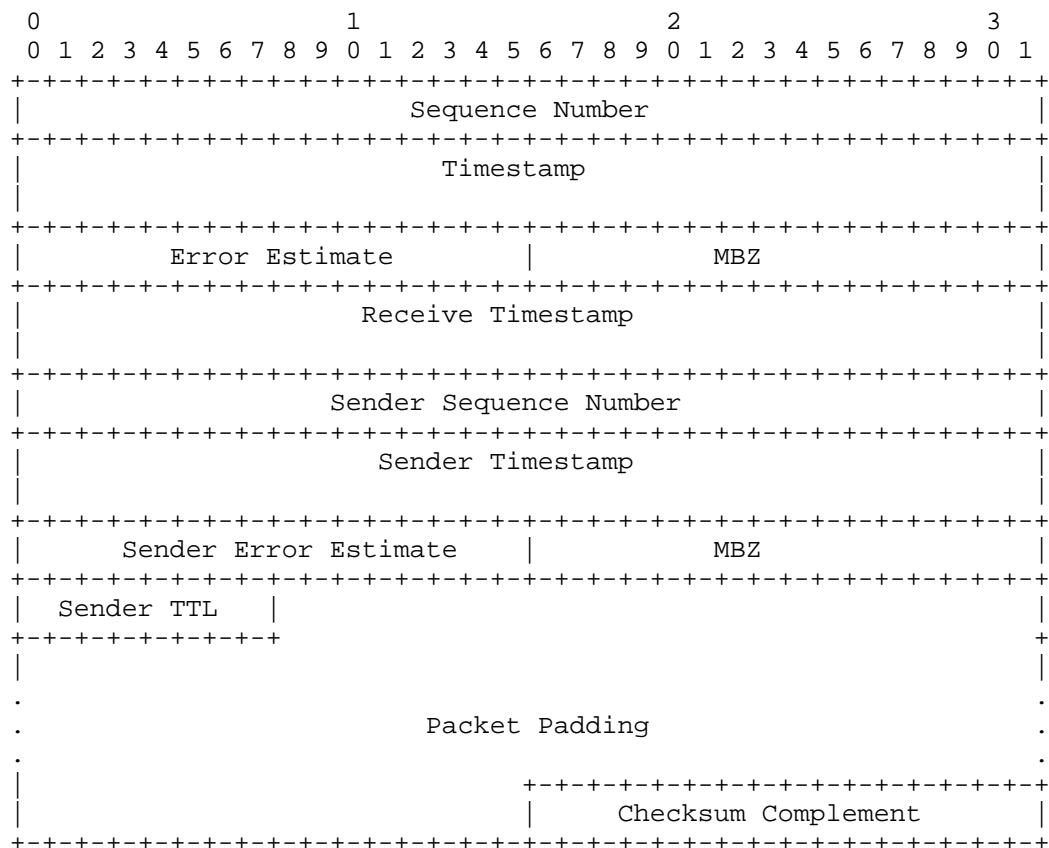 0                   1                   2                   3
 0 1 2 3 4 5 6 7 8 9 0 1 2 3 4 5 6 7 8 9 0 1 2 3 4 5 6 7 8 9 0 1
+-+-+-+-+-+-+-+-+-+-+-+-+-+-+-+-+-+-+-+-+-+-+-+-+-+-+-+-+-+-+-+-+
|                        Sequence Number                        |
+-+-+-+-+-+-+-+-+-+-+-+-+-+-+-+-+-+-+-+-+-+-+-+-+-+-+-+-+-+-+-+-+
|                          Timestamp                            |
|                                                               |
+-+-+-+-+-+-+-+-+-+-+-+-+-+-+-+-+-+-+-+-+-+-+-+-+-+-+-+-+-+-+-+-+
|         Error Estimate        |           MBZ                 |
+-+-+-+-+-+-+-+-+-+-+-+-+-+-+-+-+-+-+-+-+-+-+-+-+-+-+-+-+-+-+-+-+
|                     Receive Timestamp                         |
|                                                               |
+-+-+-+-+-+-+-+-+-+-+-+-+-+-+-+-+-+-+-+-+-+-+-+-+-+-+-+-+-+-+-+-+
|                   Sender Sequence Number                      |
+-+-+-+-+-+-+-+-+-+-+-+-+-+-+-+-+-+-+-+-+-+-+-+-+-+-+-+-+-+-+-+-+
|                      Sender Timestamp                         |
|                                                               |
+-+-+-+-+-+-+-+-+-+-+-+-+-+-+-+-+-+-+-+-+-+-+-+-+-+-+-+-+-+-+-+-+
|      Sender Error Estimate    |           MBZ                 |
+-+-+-+-+-+-+-+-+-+-+-+-+-+-+-+-+-+-+-+-+-+-+-+-+-+-+-+-+-+-+-+-+
|  Sender TTL   |                                               |
+-+-+-+-+-+-+-+-+                                               +
|                                                               |
.                                                               .
.                         Packet Padding                        .
.                                                               .
|                               +-+-+-+-+-+-+-+-+-+-+-+-+-+-+-+-+
|                               |     Checksum Complement       |
+-+-+-+-+-+-+-+-+-+-+-+-+-+-+-+-+-+-+-+-+-+-+-+-+-+-+-+-+-+-+-+-+